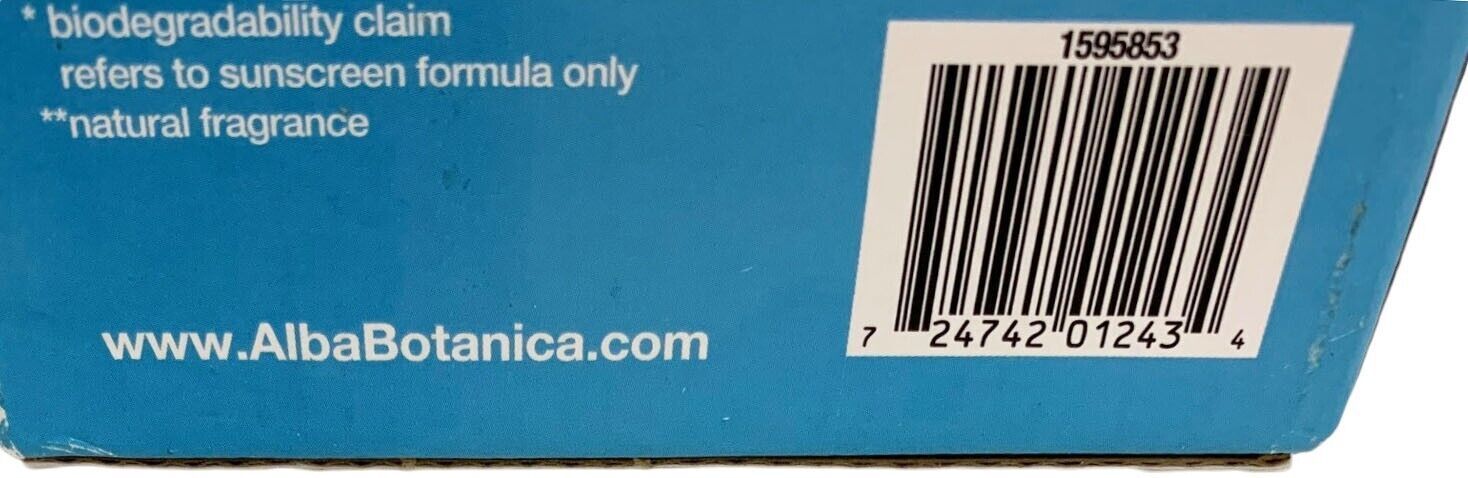 * biodegradability claim
refers to sunscreen formula only
**natural fragrance
www.AlbaBotanica.com
1595853
7 24742 01243 4